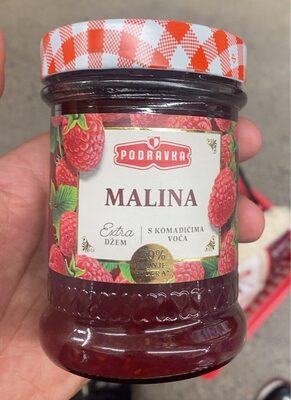 PODRAVKA
MALINA
Extra
DŽEM
S KOMADIĆIMA
VOĆA